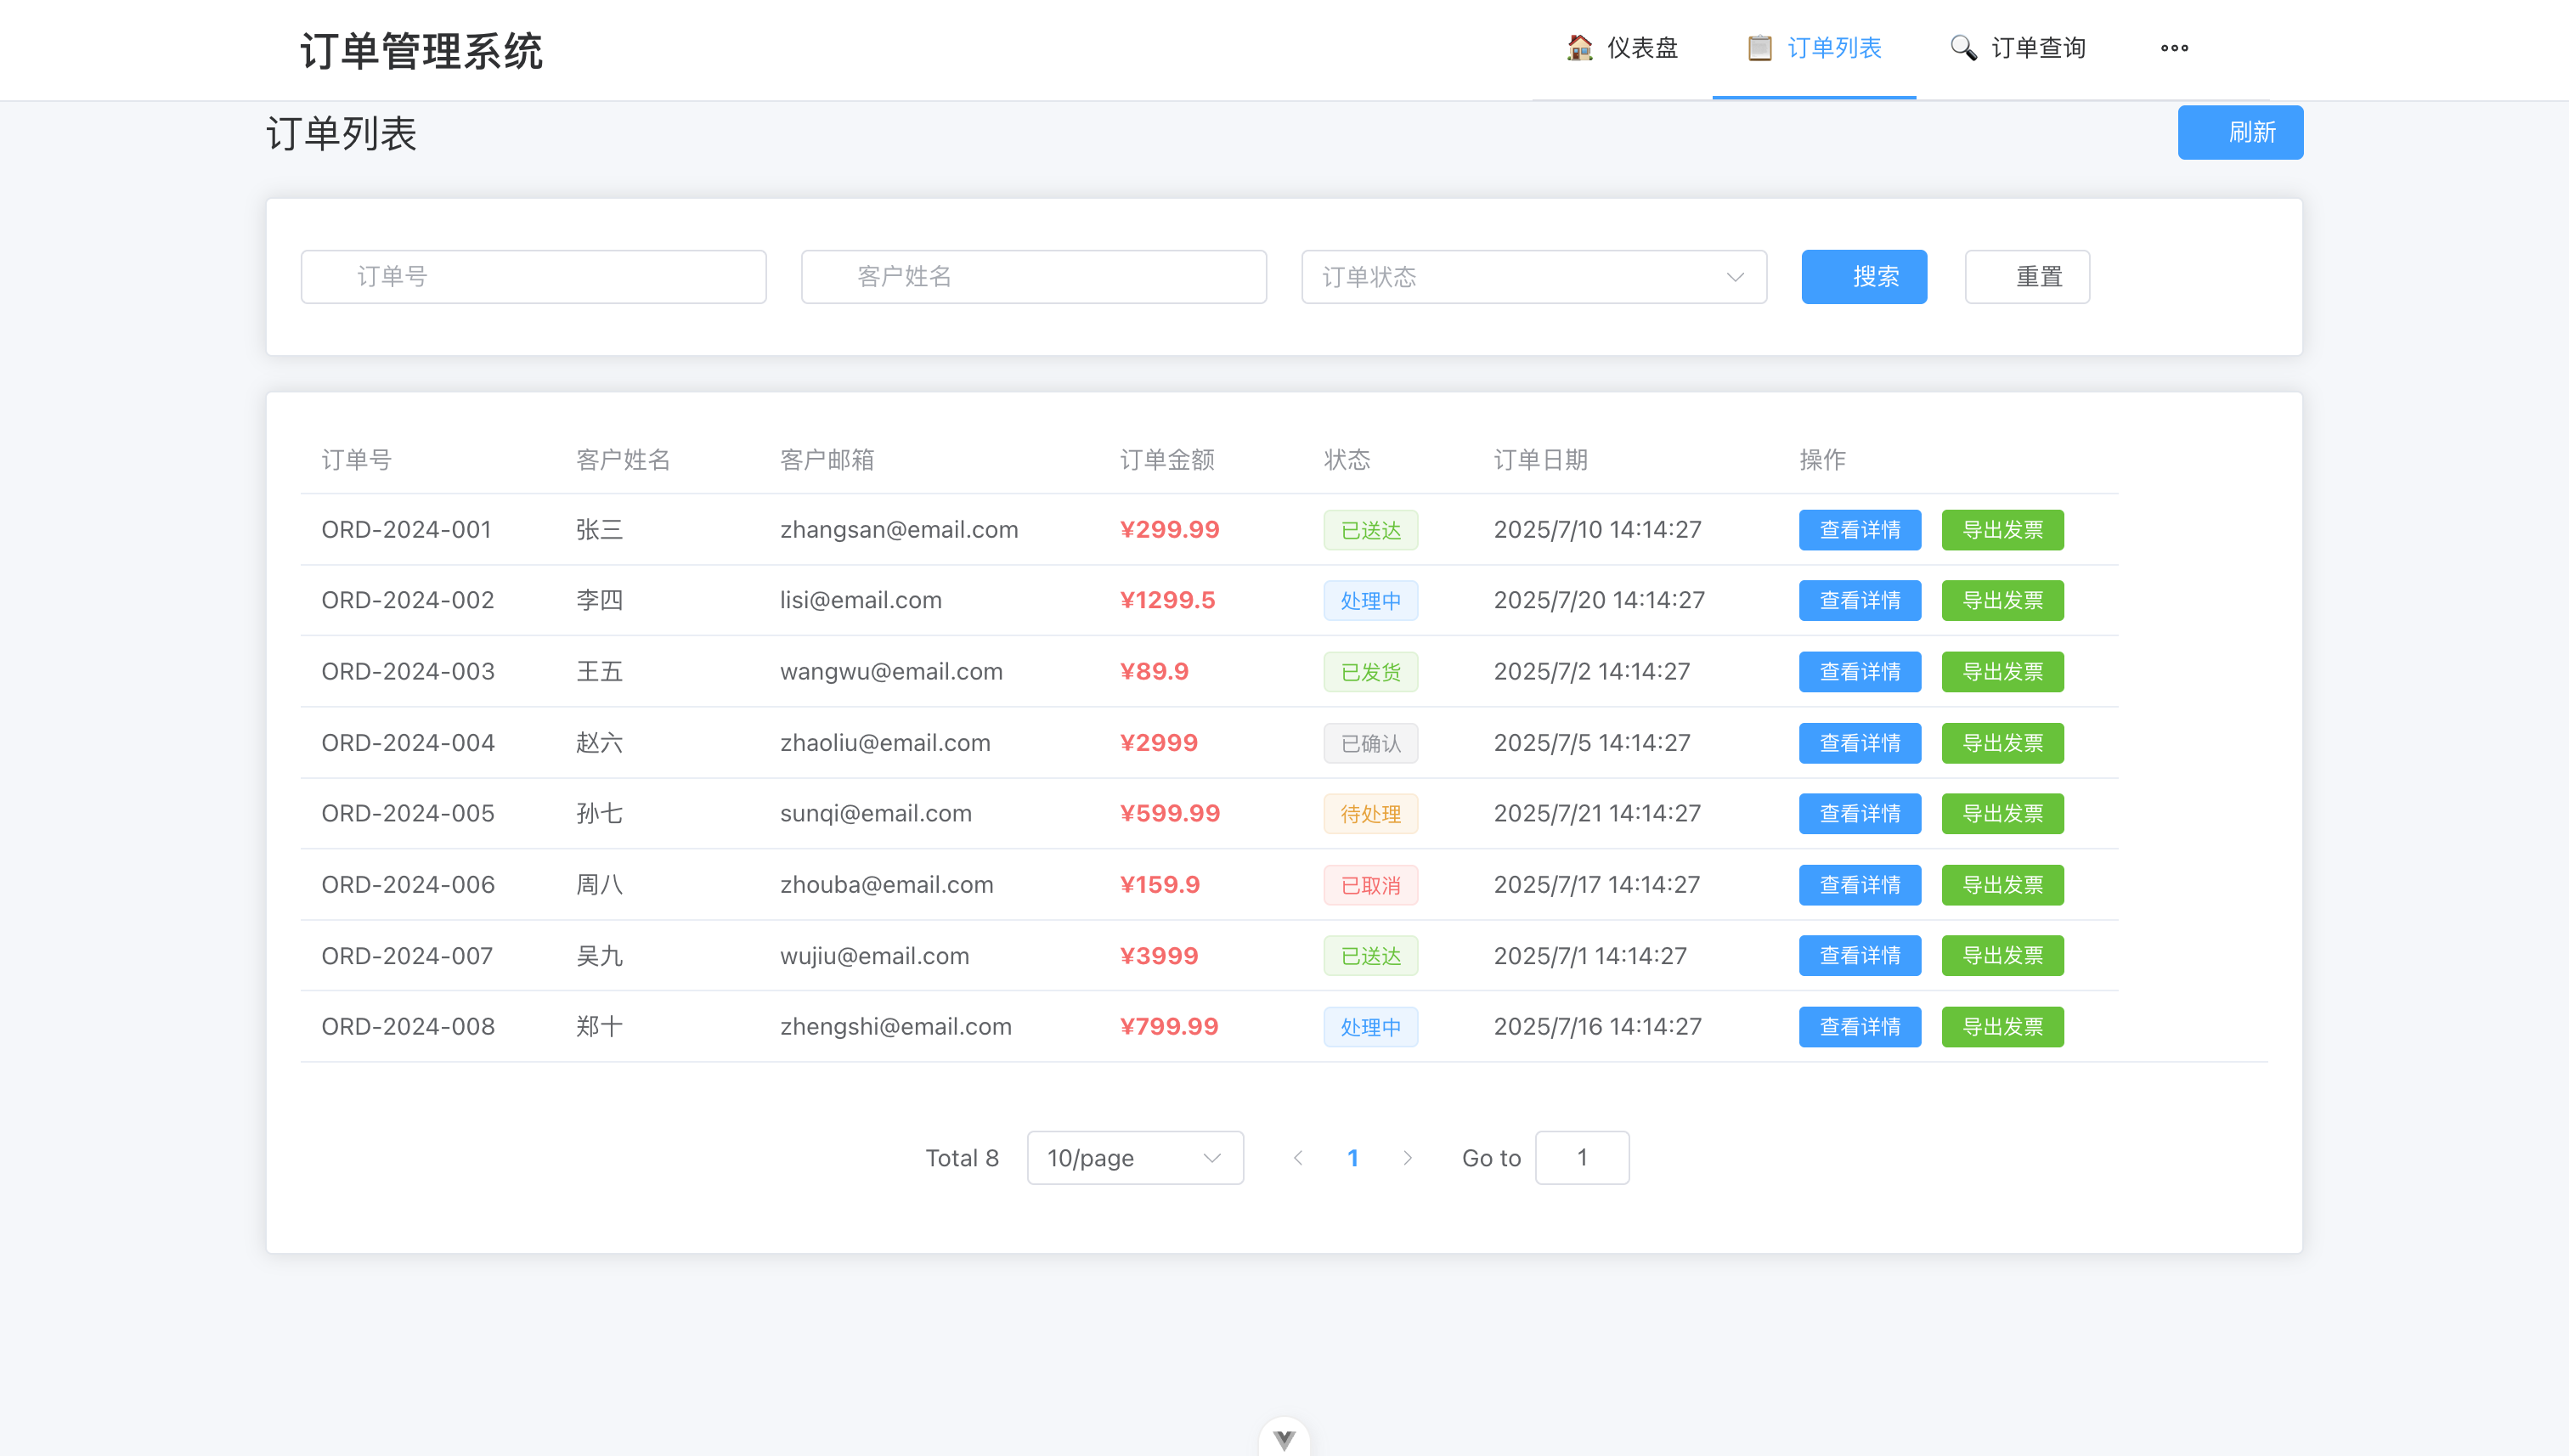 订单管理系统
仪表盘 订单列表 订单查询
订单列表 刷新
订单号 客户姓名 订单状态 搜索 重置
订单号 客户姓名 客户邮箱 订单金额 状态 订单日期 操作
ORD-2024-001 张三 zhangsan@email.com ¥299.99 已送达 2025/7/10 14:14:27 查看详情 导出发票
ORD-2024-002 李四 lisi@email.com ¥1299.5 处理中 2025/7/20 14:14:27 查看详情 导出发票
ORD-2024-003 王五 wangwu@email.com ¥89.9 已发货 2025/7/2 14:14:27 查看详情 导出发票
ORD-2024-004 赵六 zhaoliu@email.com ¥2999 已确认 2025/7/5 14:14:27 查看详情 导出发票
ORD-2024-005 孙七 sunqi@email.com ¥599.99 待处理 2025/7/21 14:14:27 查看详情 导出发票
ORD-2024-006 周八 zhouba@email.com ¥159.9 已取消 2025/7/17 14:14:27 查看详情 导出发票
ORD-2024-007 吴九 wujiu@email.com ¥3999 已送达 2025/7/1 14:14:27 查看详情 导出发票
ORD-2024-008 郑十 zhengshi@email.com ¥799.99 处理中 2025/7/16 14:14:27 查看详情 导出发票
Total 8 10/page 1 Go to 1